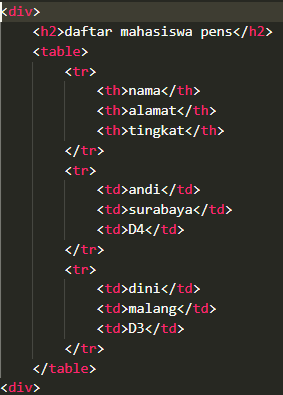 <div>
<h2>daftar mahasiswa pens</h2>
<table>
<tr>
<th>nama</th>
<th>alamat</th>
<th>tingkat</th>
</tr>
<tr>
<td>andi</td>
<td>surabaya</td>
<td>D4</td>
</tr>
<tr>
<td>dini</td>
<td>malang</td>
<td>D3</td>
</tr>
</table>
<div>